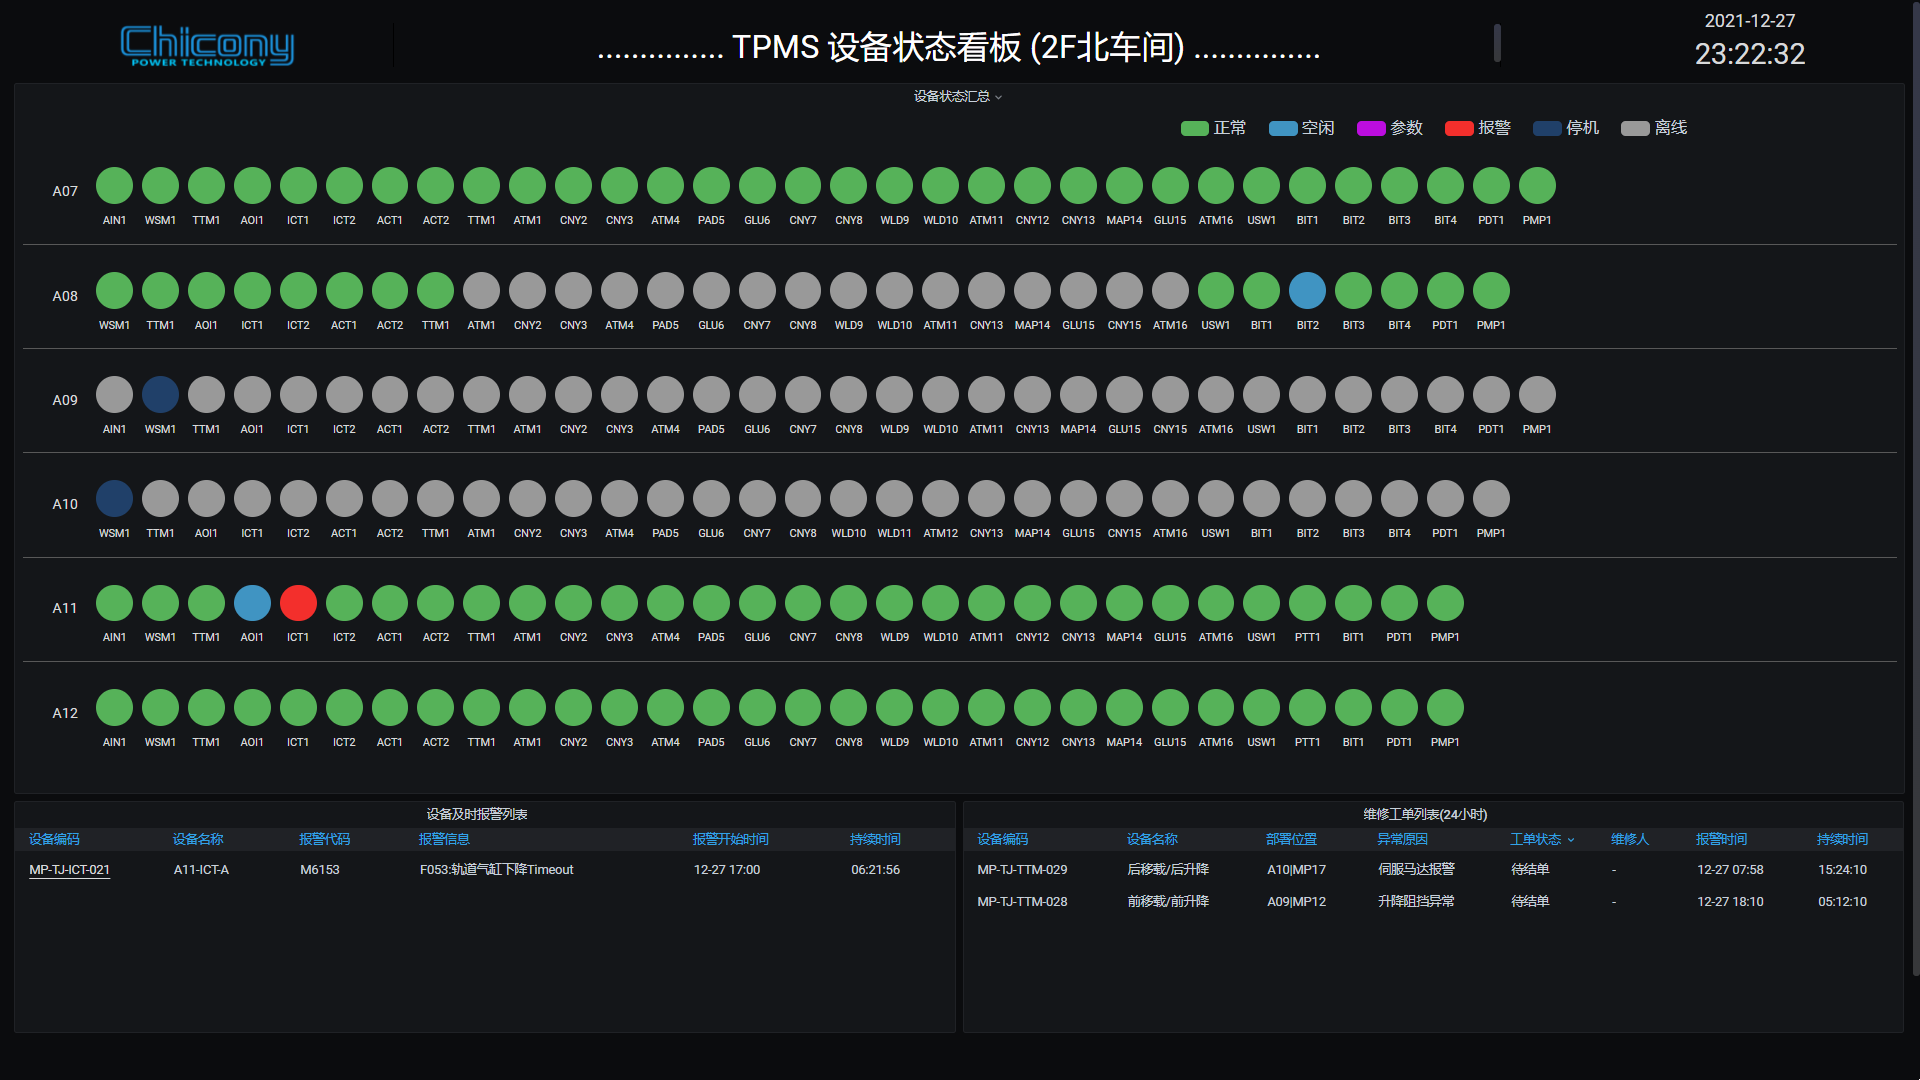 Chicony
POWER TECHNOLOGY
............... TPMS 设备状态看板 (2F北车间) ...............
2021-12-27
23:22:32
设备状态汇总
正常 空闲 参数 报警 停机 离线
A07
AIN1 WSM1 TTM1 AOI1 ICT1 ICT2 ACT1 ACT2 TTM1 ATM1 CNY2 CNY3 ATM4 PAD5 GLU6 CNY7 CNY8 WLD9 WLD10 ATM11 CNY12 CNY13 MAP14 GLU15 ATM16 USW1 BIT1 BIT2 BIT3 BIT4 PDT1 PMP1
A08
WSM1 TTM1 AOI1 ICT1 ICT2 ACT1 ACT2 TTM1 ATM1 CNY2 CNY3 ATM4 PAD5 GLU6 CNY7 CNY8 WLD9 WLD10 ATM11 CNY13 MAP14 GLU15 CNY15 ATM16 USW1 BIT1 BIT2 BIT3 BIT4 PDT1 PMP1
A09
AIN1 WSM1 TTM1 AOI1 ICT1 ICT2 ACT1 ACT2 TTM1 ATM1 CNY2 CNY3 ATM4 PAD5 GLU6 CNY7 CNY8 WLD9 WLD10 ATM11 CNY13 MAP14 GLU15 CNY15 ATM16 USW1 BIT1 BIT2 BIT3 BIT4 PDT1 PMP1
A10
WSM1 TTM1 AOI1 ICT1 ICT2 ACT1 ACT2 TTM1 ATM1 CNY2 CNY3 ATM4 PAD5 GLU6 CNY7 CNY8 WLD10 WLD11 ATM12 CNY13 MAP14 GLU15 CNY15 ATM16 USW1 BIT1 BIT2 BIT3 BIT4 PDT1 PMP1
A11
AIN1 WSM1 TTM1 AOI1 ICT1 ICT2 ACT1 ACT2 TTM1 ATM1 CNY2 CNY3 ATM4 PAD5 GLU6 CNY7 CNY8 WLD9 WLD10 ATM11 CNY12 CNY13 MAP14 GLU15 ATM16 USW1 PTT1 BIT1 PDT1 PMP1
A12
AIN1 WSM1 TTM1 AOI1 ICT1 ICT2 ACT1 ACT2 TTM1 ATM1 CNY2 CNY3 ATM4 PAD5 GLU6 CNY7 CNY8 WLD9 WLD10 ATM11 CNY12 CNY13 MAP14 GLU15 ATM16 USW1 PTT1 BIT1 PDT1 PMP1
设备及时报警列表
设备编码 设备名称 报警代码 报警信息 报警开始时间 持续时间
MP-TJ-ICT-021 A11-ICT-A M6153 F053:轨道气缸下降Timeout 12-27 17:00 06:21:56
维修工单列表(24小时)
设备编码 设备名称 部署位置 异常原因 工单状态 维修人 报警时间 持续时间
MP-TJ-TTM-029 后移载/后升降 A10|MP17 伺服马达报警 待结单 - 12-27 07:58 15:24:10
MP-TJ-TTM-028 前移载/前升降 A09|MP12 升降阻挡异常 待结单 - 12-27 18:10 05:12:10